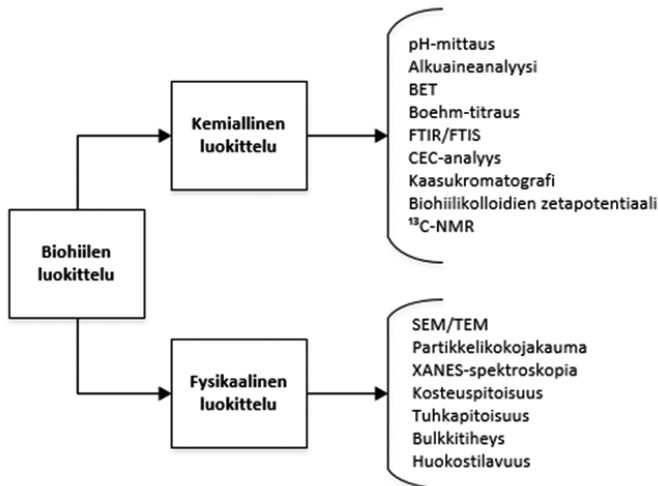 Biohiilen
luokittelu
Kemiallinen
luokittelu
pH-mittaus
Alkuaineanalyysi
BET
Boehm-titraus
FTIR/FTIS
CEC-analyys
Kaasukromatografi
Biohiilikolloidien zetapotentiaali
¹³C-NMR
Fysikaalinen
luokittelu
SEM/TEM
Partikkelikokojakauma
XANES-spektroskopia
Kosteuspitoisuus
Tuhkapitoisuus
Bulkkitiheys
Huokostilavuus